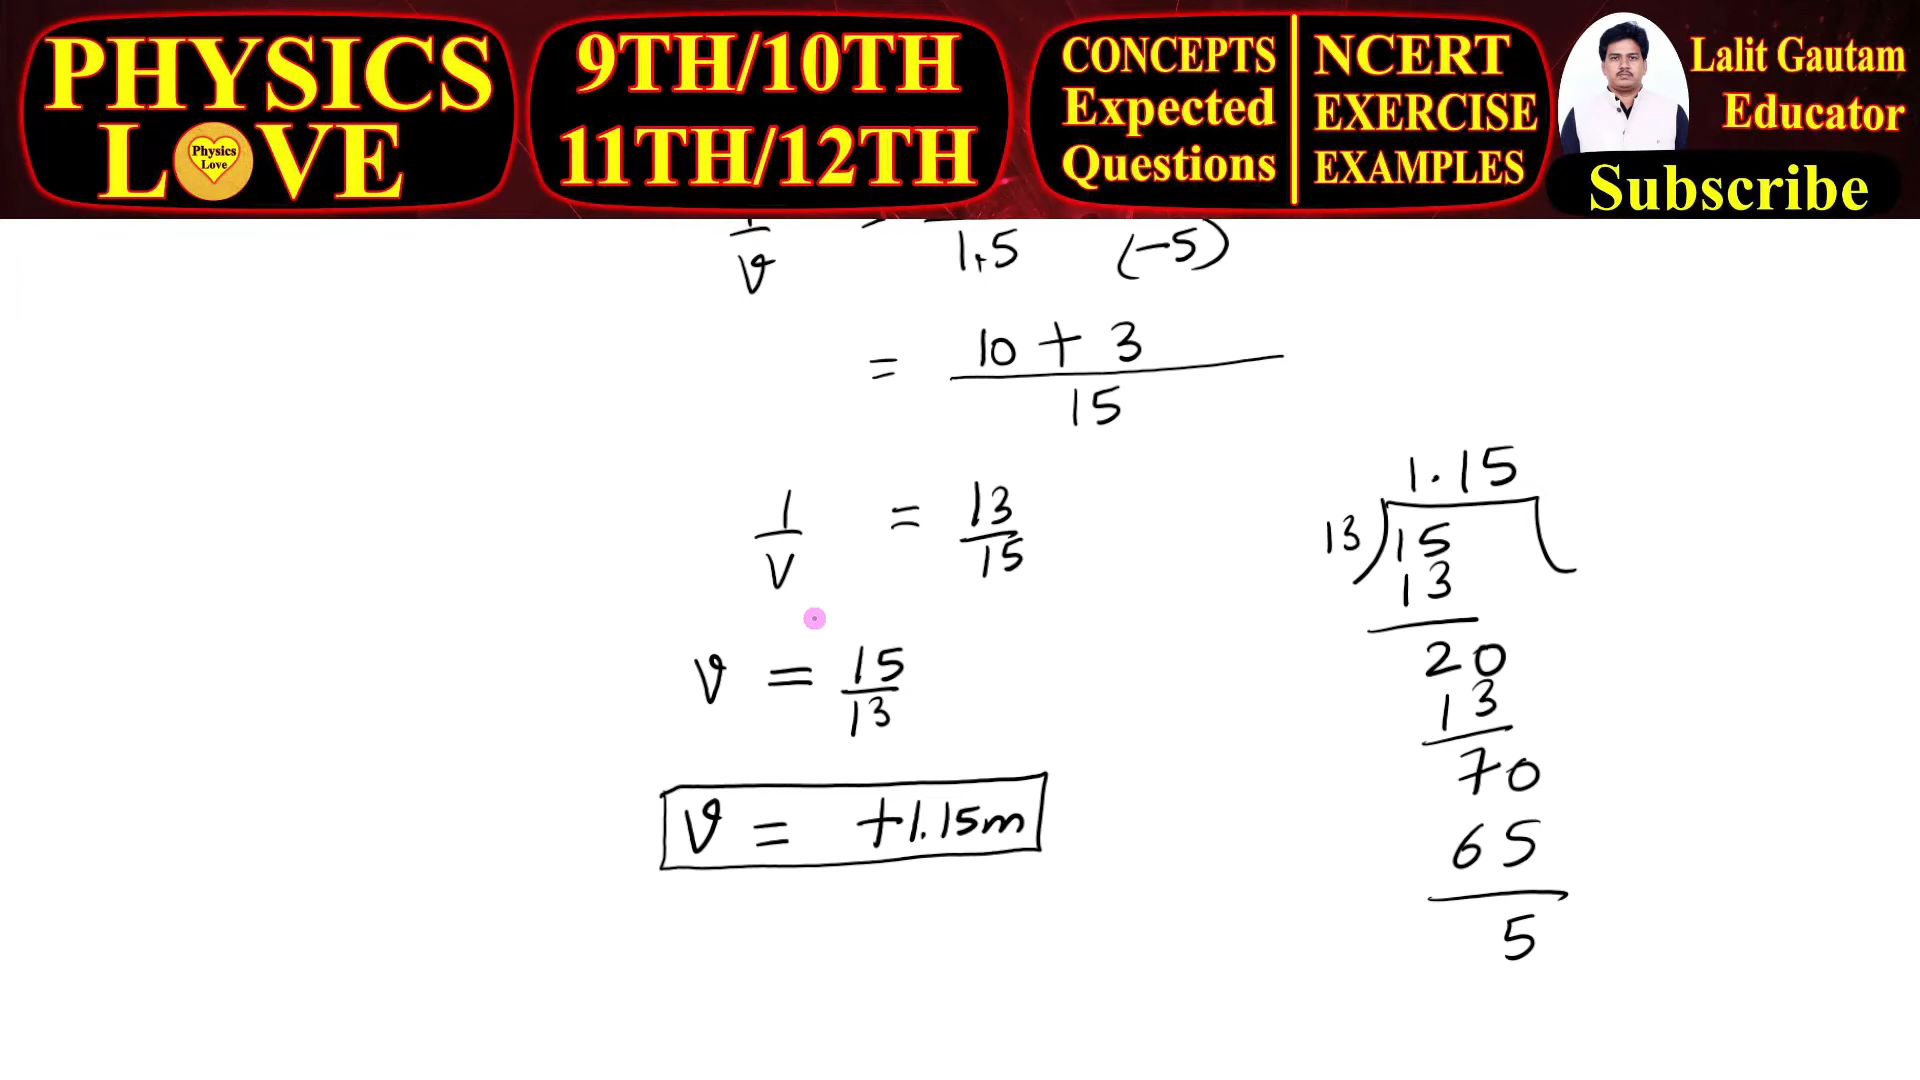 PHYSICS
LOVE
Physics
Love
9TH/10TH
11TH/12TH
CONCEPTS
Expected
Questions
NCERT
EXERCISE
EXAMPLES
Lalit Gautam
Educator
Subscribe
v = 1.5 (-5)
= 10 + 3
15
1/v = 13/15
v = 15/13
v = +1.15m
1.15
13)15(
13
20
13
70
65
5